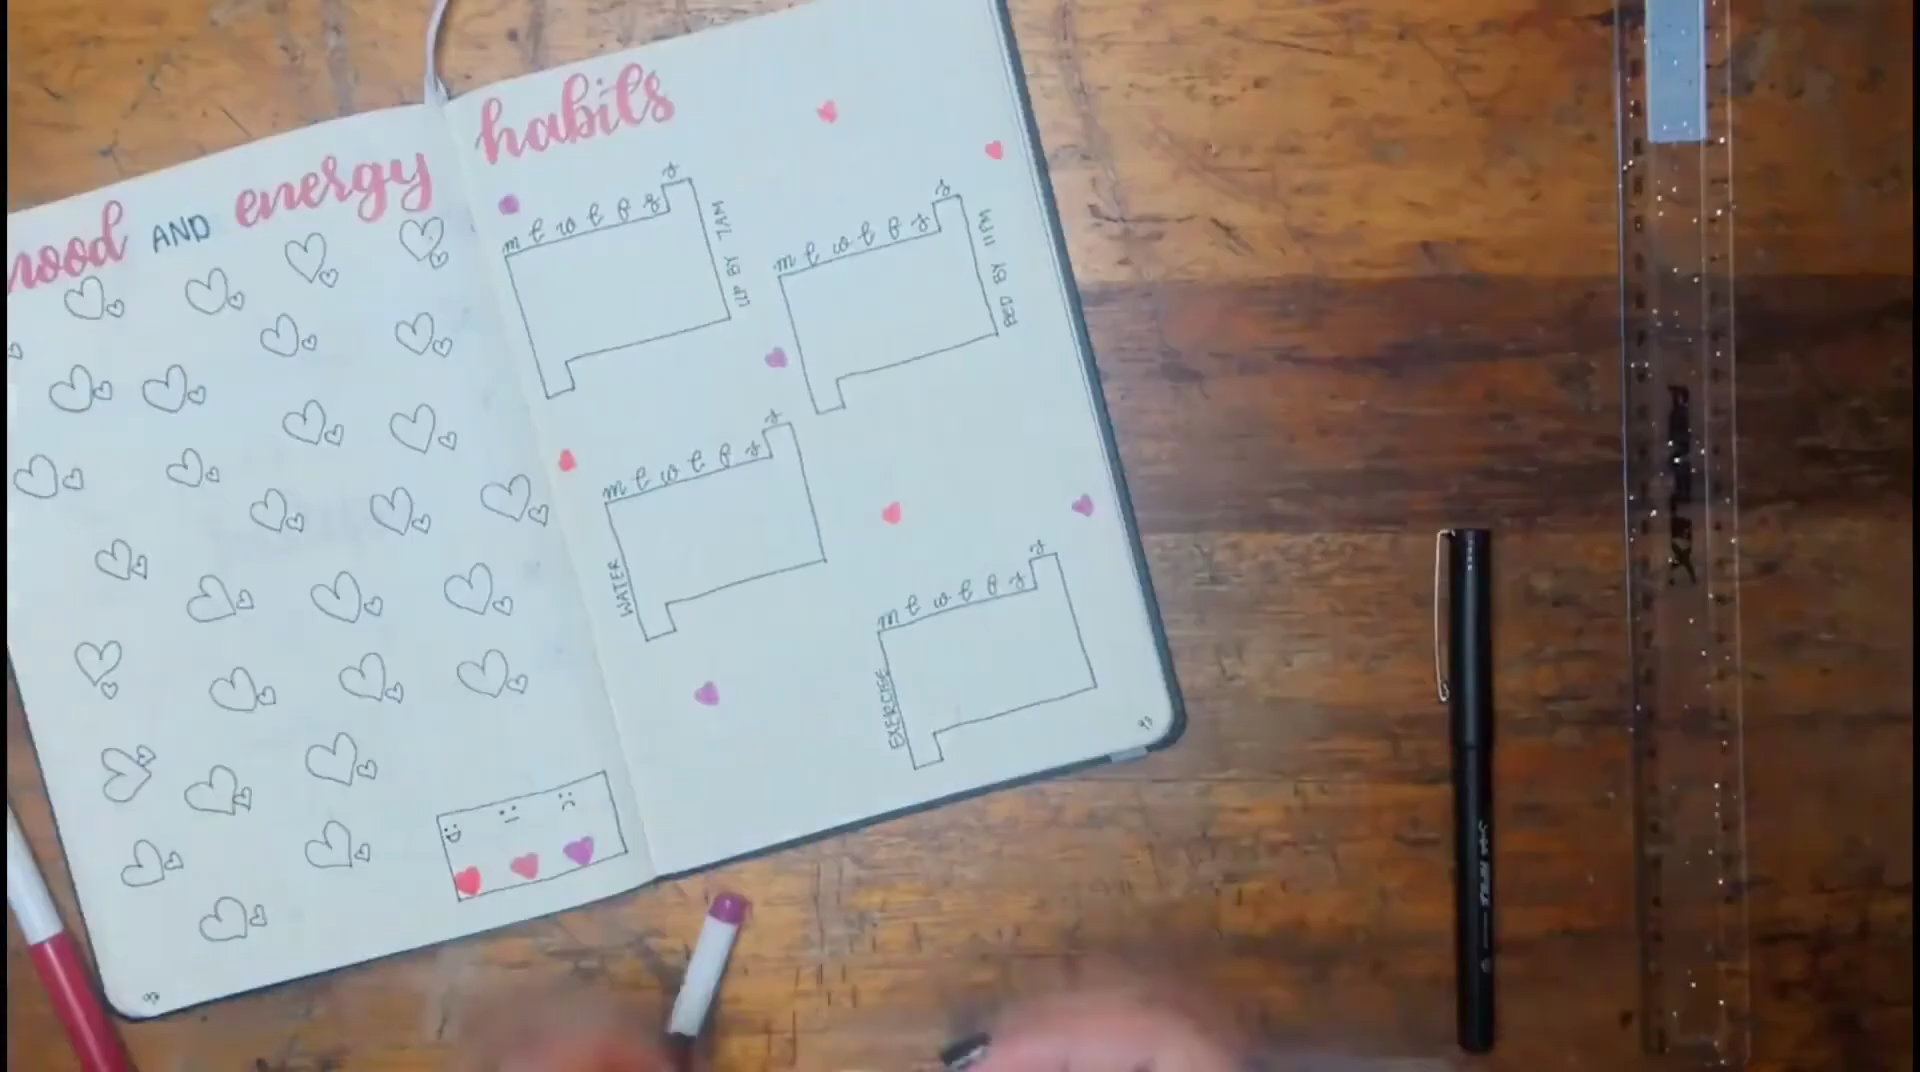 mood AND energy
habits
m t w t f s s
UP BY 7AM
m t w t f s s
BED BY 11PM
m t w t f s s
WATER
m t w t f s s
EXERCISE